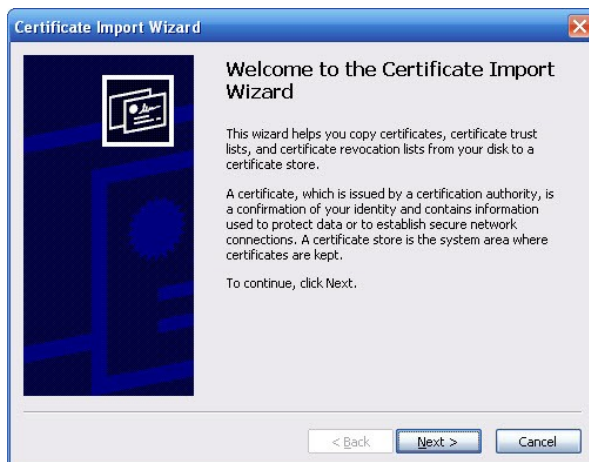 Certificate Import Wizard
Welcome to the Certificate Import
Wizard
This wizard helps you copy certificates, certificate trust
lists, and certificate revocation lists from your disk to a
certificate store.
A certificate, which is issued by a certification authority, is
a confirmation of your identity and contains information
used to protect data or to establish secure network
connections. A certificate store is the system area where
certificates are kept.
To continue, click Next.
< Back Next > Cancel